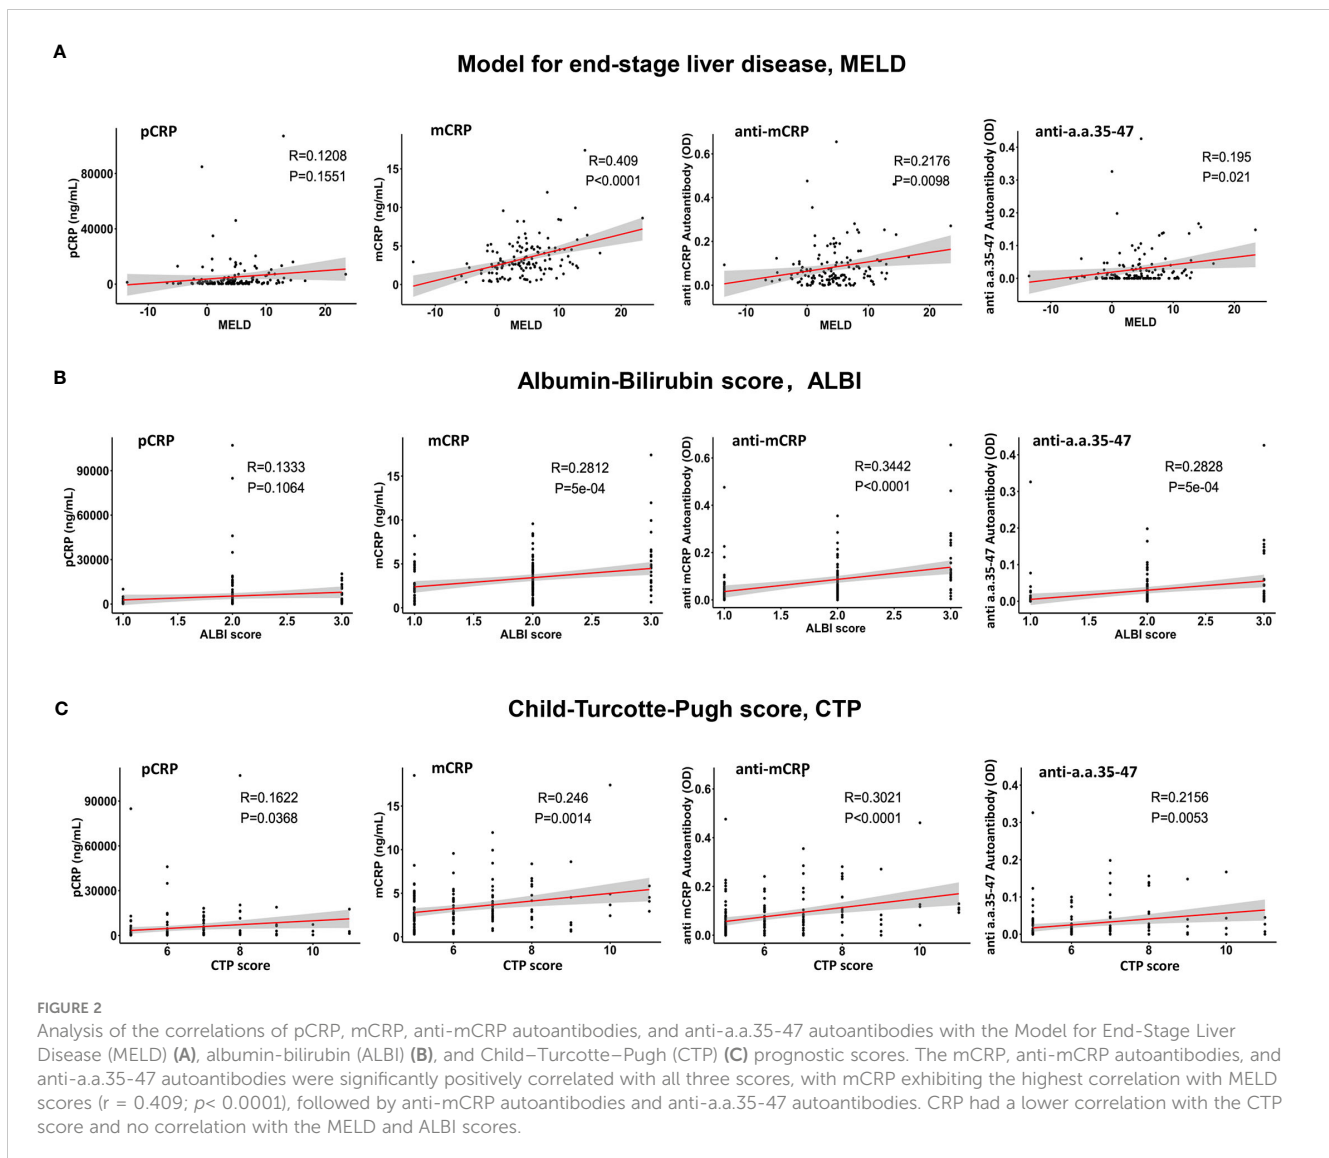 A
Model for end-stage liver disease, MELD
pCRP
R=0.1208
P=0.1551
pCRP (ng/mL)
80000
40000
0
-10 0 10 20
MELD
mCRP
R=0.409
P<0.0001
mCRP (ng/mL)
15
10
5
0
-10 0 10 20
MELD
anti-mCRP
R=0.2176
P=0.0098
anti mCRP Autoantibody (OD)
0.6
0.4
0.2
0.0
-10 0 10 20
MELD
anti-a.a.35-47
R=0.195
P=0.021
anti a.a.35-47 Autoantibody (OD)
0.4
0.3
0.2
0.1
0.0
-10 0 10 20
MELD
B
Albumin-Bilirubin score, ALBI
pCRP
R=0.1333
P=0.1064
pCRP (ng/mL)
90000
60000
30000
0
1.0 1.5 2.0 2.5 3.0
ALBI score
mCRP
R=0.2812
P=5e-04
mCRP (ng/mL)
15
10
5
0
1.0 1.5 2.0 2.5 3.0
ALBI score
anti-mCRP
R=0.3442
P<0.0001
anti mCRP Autoantibody (OD)
0.6
0.4
0.2
0.0
1.0 1.5 2.0 2.5 3.0
ALBI score
anti-a.a.35-47
R=0.2828
P=5e-04
anti a.a.35-47 Autoantibody (OD)
0.4
0.3
0.2
0.1
0.0
1.0 1.5 2.0 2.5 3.0
ALBI score
C
Child-Turcotte-Pugh score, CTP
pCRP
R=0.1622
P=0.0368
pCRP (ng/mL)
90000
60000
30000
0
6 8 10
CTP score
mCRP
R=0.246
P=0.0014
mCRP (ng/mL)
15
10
5
0
6 8 10
CTP score
anti-mCRP
R=0.3021
P<0.0001
anti mCRP Autoantibody (OD)
0.6
0.4
0.2
0.0
6 8 10
CTP score
anti-a.a.35-47
R=0.2156
P=0.0053
anti a.a.35-47 Autoantibody (OD)
0.4
0.3
0.2
0.1
0.0
6 8 10
CTP score
FIGURE 2
Analysis of the correlations of pCRP, mCRP, anti-mCRP autoantibodies, and anti-a.a.35-47 autoantibodies with the Model for End-Stage Liver
Disease (MELD) (A), albumin-bilirubin (ALBI) (B), and Child–Turcotte–Pugh (CTP) (C) prognostic scores. The mCRP, anti-mCRP autoantibodies, and
anti-a.a.35-47 autoantibodies were significantly positively correlated with all three scores, with mCRP exhibiting the highest correlation with MELD
scores (r = 0.409; p< 0.0001), followed by anti-mCRP autoantibodies and anti-a.a.35-47 autoantibodies. CRP had a lower correlation with the CTP
score and no correlation with the MELD and ALBI scores.